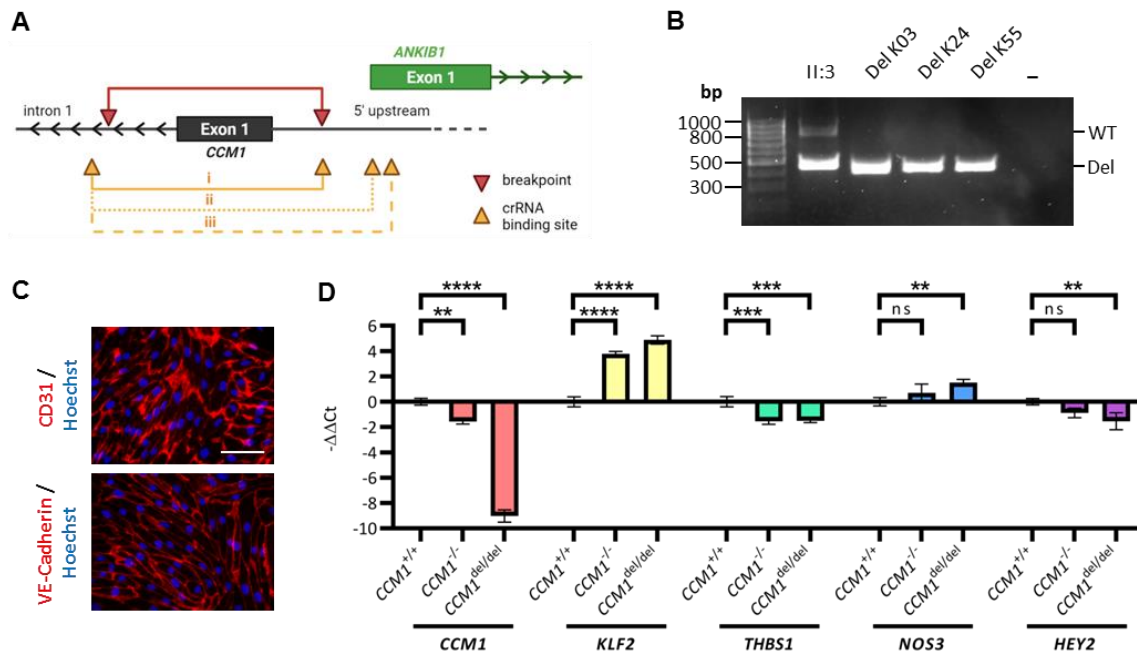 A
ANKIB1
Exon 1
intron 1
5' upstream
Exon 1
CCM1
i
ii
iii
breakpoint
crRNA
binding site
B
II:3
Del K03
Del K24
Del K55
–
bp
1000
800
500
300
WT
Del
C
CD31 /
Hoechst
VE-Cadherin /
Hoechst
D
**** **** *** ** **
** **** *** ns ns
-ΔΔCt
6
4
2
0
-2
-4
-6
-8
-10
CCM1+/+ CCM1-/- CCM1del/del CCM1+/+ CCM1-/- CCM1del/del CCM1+/+ CCM1-/- CCM1del/del CCM1+/+ CCM1-/- CCM1del/del CCM1+/+ CCM1-/- CCM1del/del
CCM1 KLF2 THBS1 NOS3 HEY2